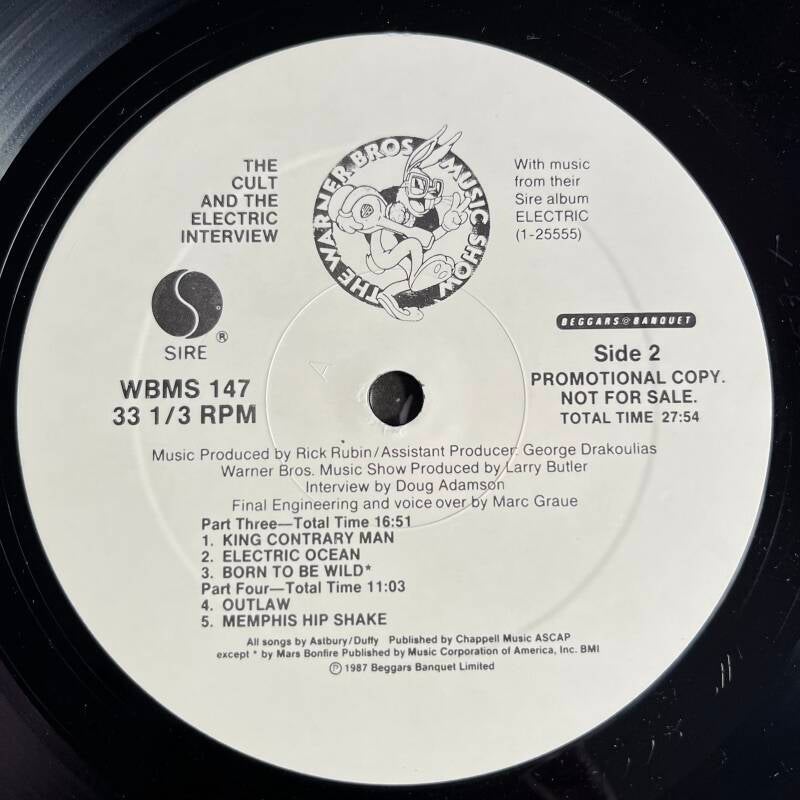 THE
CULT
AND THE
ELECTRIC
INTERVIEW
THE WARNER BROS MUSIC SHOW
WB
With music
from their
Sire album
ELECTRIC
(1-25555)
SIRE ®
BEGGARS BANQUET
WBMS 147
33 1/3 RPM
Side 2
PROMOTIONAL COPY.
NOT FOR SALE.
TOTAL TIME 27:54
Music Produced by Rick Rubin/Assistant Producer: George Drakoulias
Warner Bros. Music Show Produced by Larry Butler
Interview by Doug Adamson
Final Engineering and voice over by Marc Graue
Part Three—Total Time 16:51
1. KING CONTRARY MAN
2. ELECTRIC OCEAN
3. BORN TO BE WILD*
Part Four—Total Time 11:03
4. OUTLAW
5. MEMPHIS HIP SHAKE
All songs by Astbury/Duffy Published by Chappell Music ASCAP
except * by Mars Bonfire Published by Music Corporation of America, Inc. BMI
℗ 1987 Beggars Banquet Limited